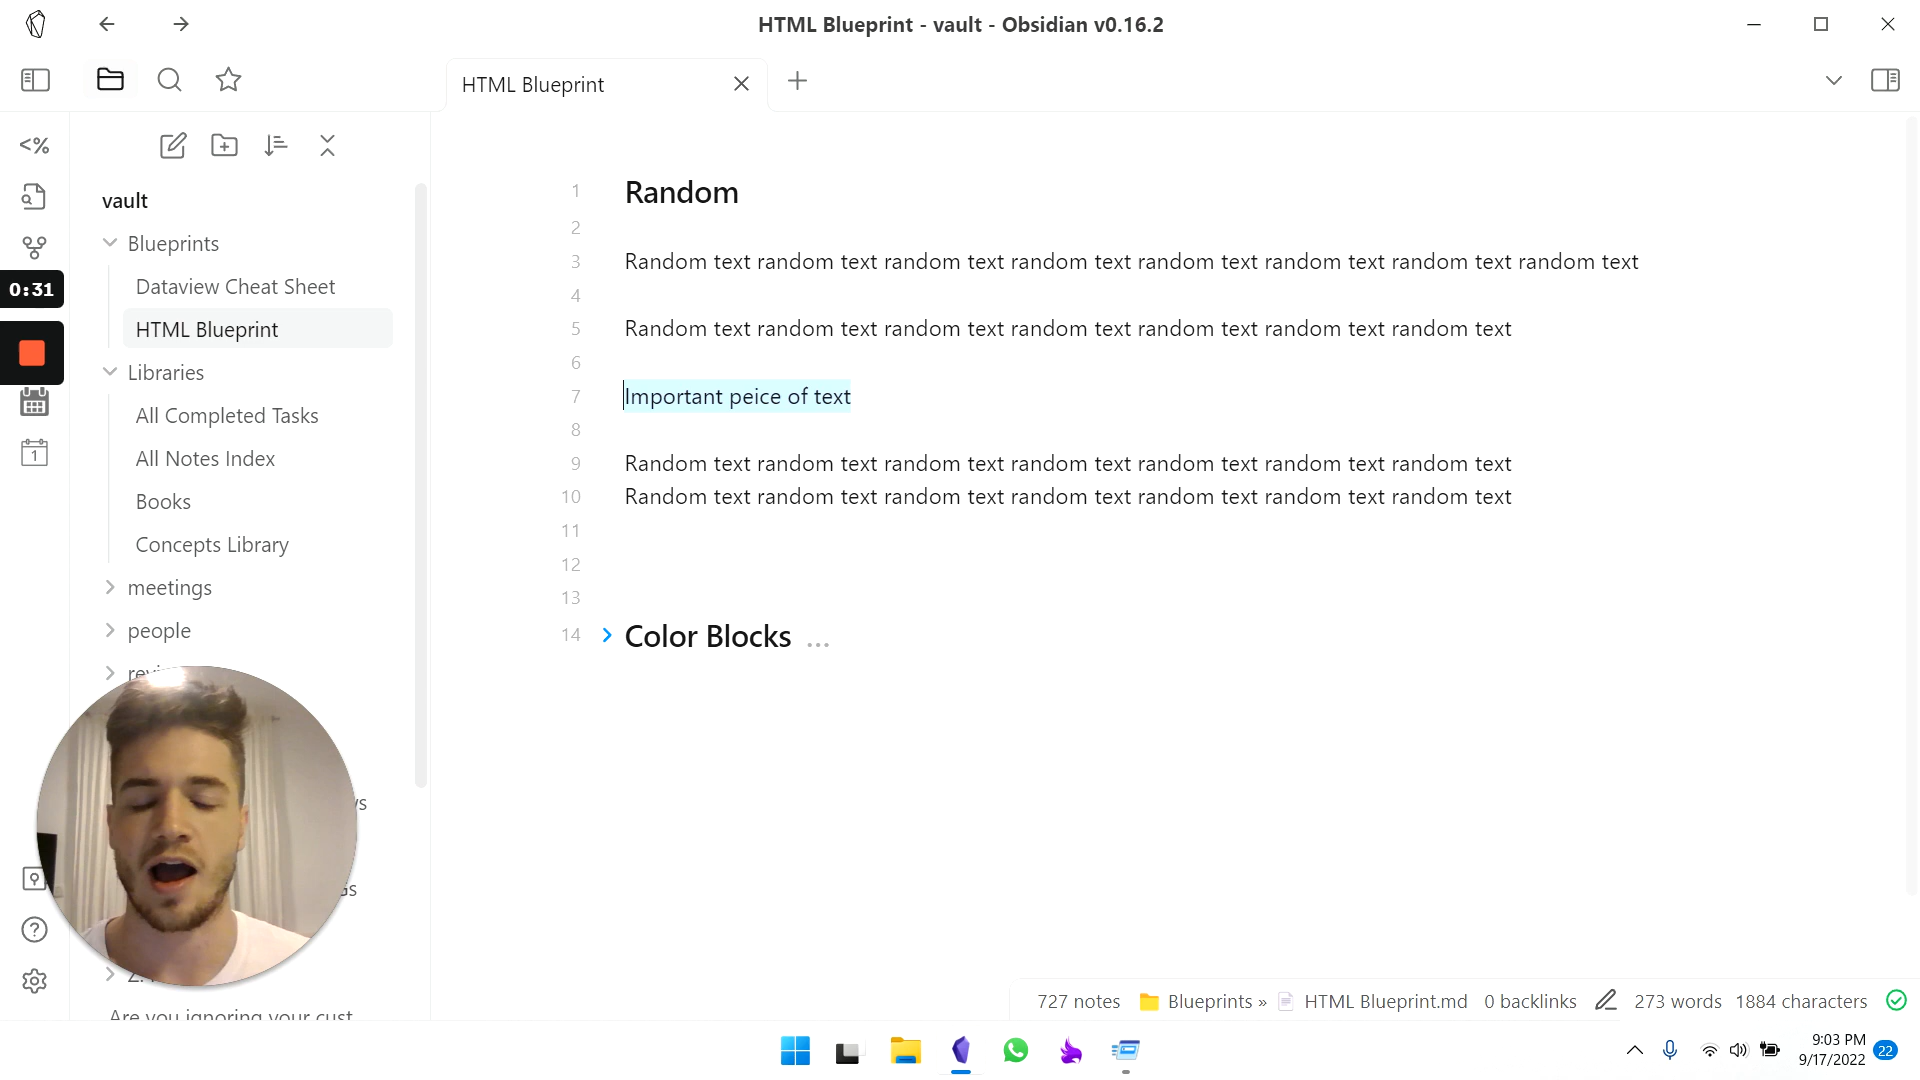 HTML Blueprint - vault - Obsidian v0.16.2
HTML Blueprint
<%
vault
Blueprints
Dataview Cheat Sheet
0:31
HTML Blueprint
Libraries
All Completed Tasks
1
All Notes Index
Books
Concepts Library
meetings
people
Are you ignoring your cust
1 Random
2
3 Random text random text random text random text random text random text random text random text
4
5 Random text random text random text random text random text random text random text
6
7 Important peice of text
8
9 Random text random text random text random text random text random text random text
10 Random text random text random text random text random text random text random text
11
12
13
14 Color Blocks ...
727 notes Blueprints » HTML Blueprint.md 0 backlinks 273 words 1884 characters
9:03 PM
9/17/2022
22